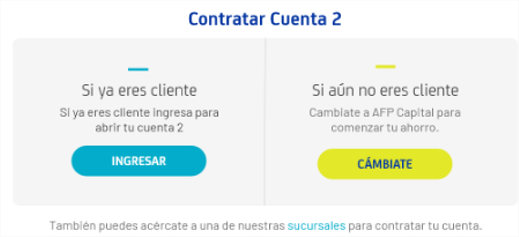 Contratar Cuenta 2
Si ya eres cliente
Si ya eres cliente ingresa para
abrir tu cuenta 2
INGRESAR
Si aún no eres cliente
Cambiate a AFP Capital para
comenzar tu ahorro.
CÁMBIATE
También puedes acércate a una de nuestras sucursales para contratar tu cuenta.